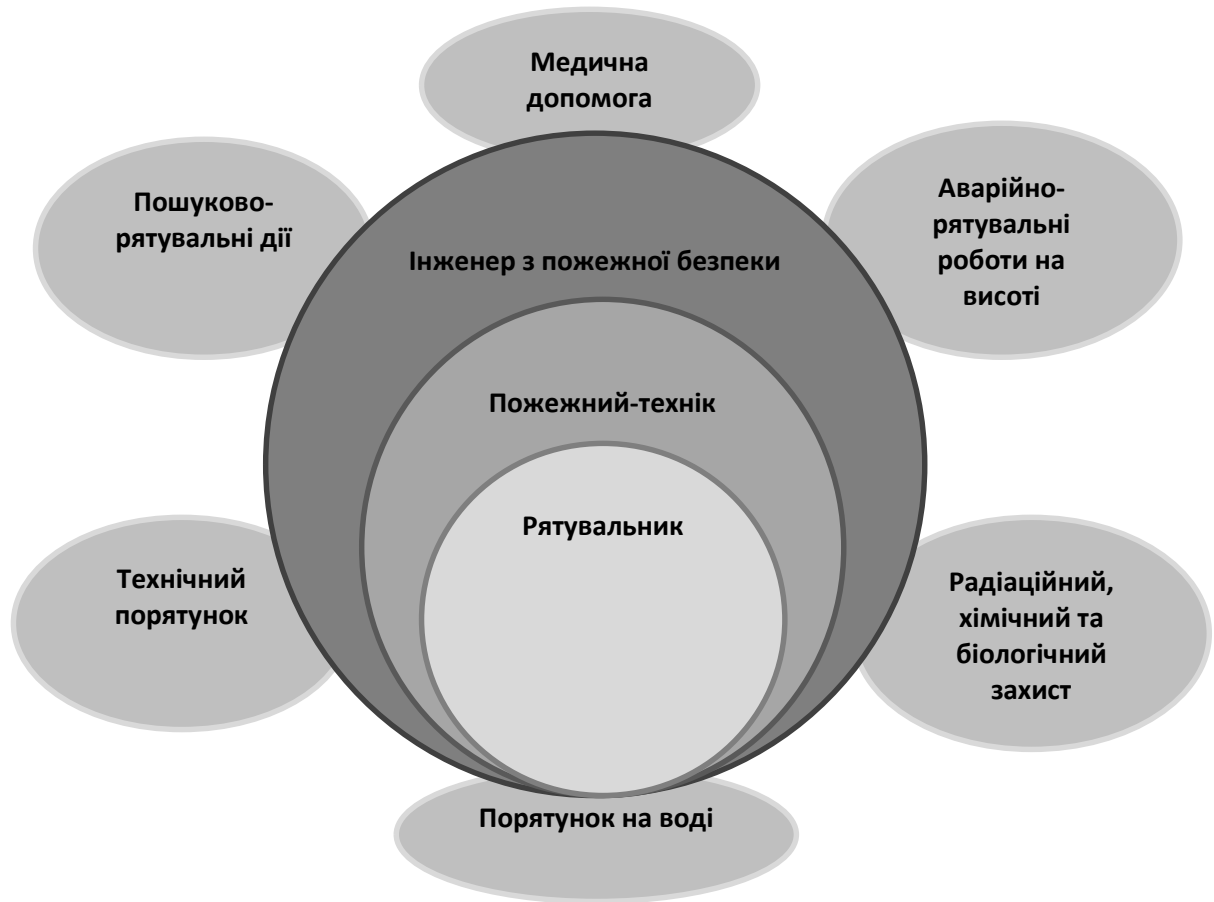 Медична
допомога
Пошуково-
рятувальні дії
Аварійно-
рятувальні
роботи на
висоті
Інженер з пожежної безпеки
Пожежний-технік
Рятувальник
Технічний
порятунок
Радіаційний,
хімічний та
біологічний
захист
Порятунок на воді